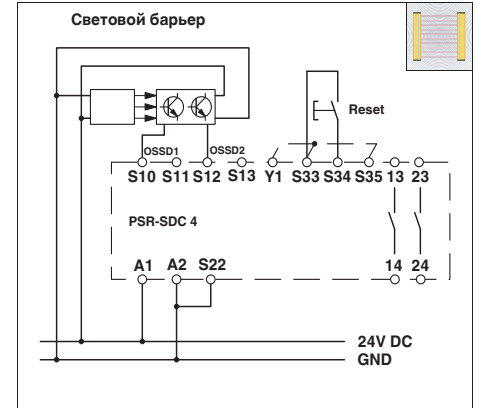 Световой барьер
Reset
OSSD1 OSSD2
S10 S11 S12 S13 Y1 S33 S34 S35 13 23
PSR-SDC 4
A1 A2 S22 14 24
24V DC
GND